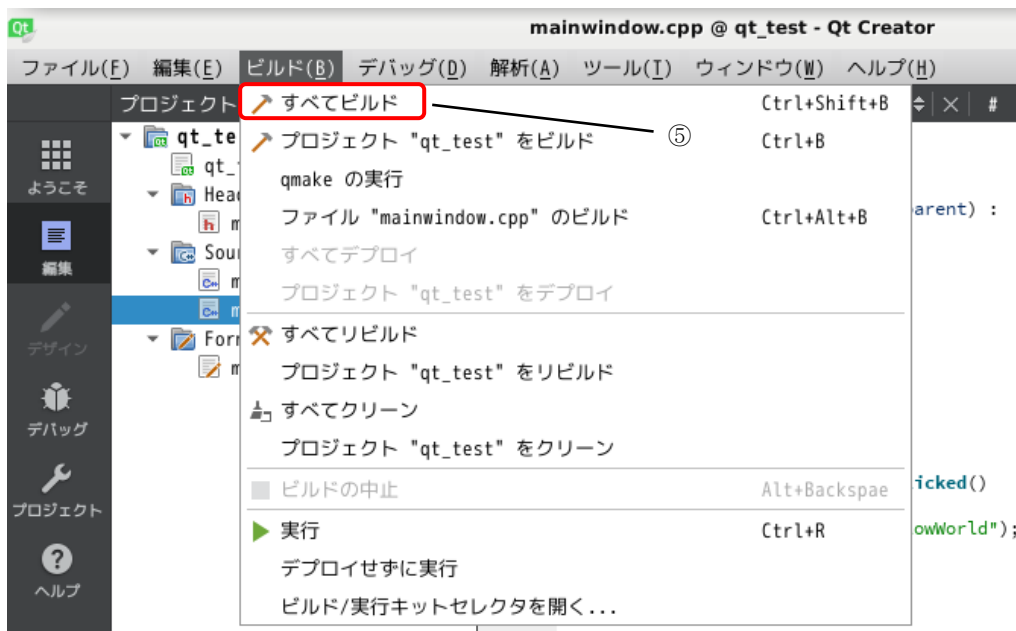 Qt
mainwindow.cpp @ qt_test - Qt Creator
ファイル(F) 編集(E) ビルド(B) デバッグ(D) 解析(A) ツール(T) ウィンドウ(W) ヘルプ(H)
プロジェクト
#
すべてビルド Ctrl+Shift+B
⑤
プロジェクト "qt_test" をビルド Ctrl+B
qmake の実行
ファイル "mainwindow.cpp" のビルド Ctrl+Alt+B
すべてデプロイ
プロジェクト "qt_test" をデプロイ
すべてリビルド
プロジェクト "qt_test" をリビルド
すべてクリーン
プロジェクト "qt_test" をクリーン
ビルドの中止 Alt+Backspae
実行 Ctrl+R
デプロイせずに実行
ビルド/実行キットセレクタを開く...
ようこそ
編集
デザイン
デバッグ
プロジェクト
ヘルプ
qt_te
qt_
Head
m
Sour
m
m
Form
m
arent) :
icked()
owWorld");